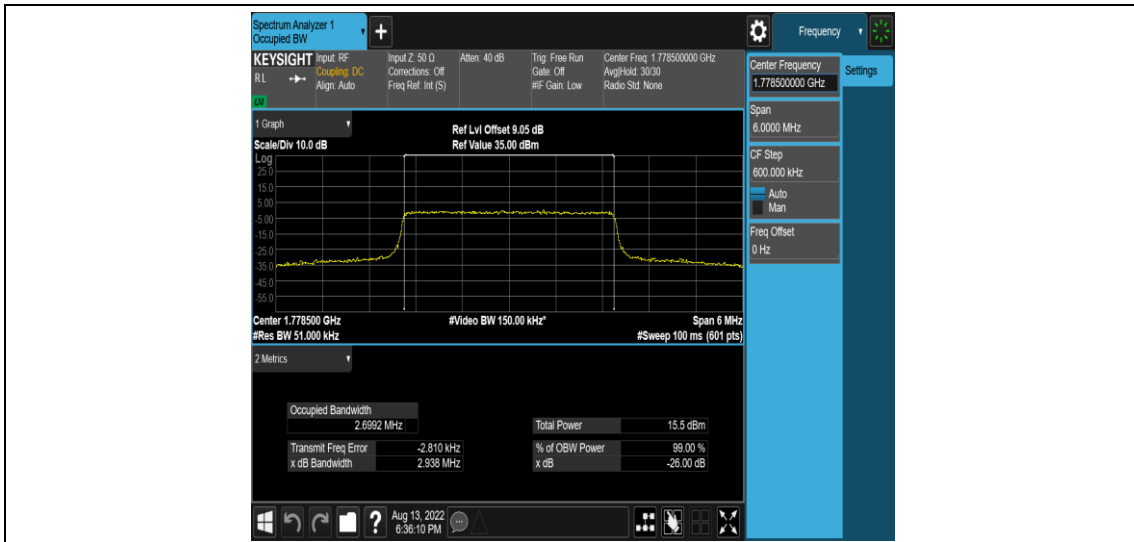 Spectrum Analyzer 1
Occupied BW
+
Frequency
KEYSIGHT
RL
LXI
Input: RF
Coupling: DC
Align: Auto
Input Z: 50 Ω
Corrections: Off
Freq Ref: Int (S)
Atten: 40 dB
Trig: Free Run
Gate: Off
#IF Gain: Low
Center Freq: 1.778500000 GHz
Avg|Hold: 30/30
Radio Std: None
Center Frequency
1.778500000 GHz
Settings
Span
6.0000 MHz
CF Step
600.000 kHz
Auto
Man
Freq Offset
0 Hz
1 Graph
Scale/Div 10.0 dB
Ref Lvl Offset 9.05 dB
Ref Value 35.00 dBm
Log
25.0
15.0
5.00
-5.00
-15.0
-25.0
-35.0
-45.0
-55.0
Center 1.778500 GHz
#Video BW 150.00 kHz*
Span 6 MHz
#Res BW 51.000 kHz
#Sweep 100 ms (601 pts)
2 Metrics
Occupied Bandwidth
2.6992 MHz
Total Power 15.5 dBm
Transmit Freq Error -2.810 kHz
% of OBW Power 99.00 %
x dB Bandwidth 2.938 MHz
x dB -26.00 dB
?
Aug 13, 2022
6:36:10 PM